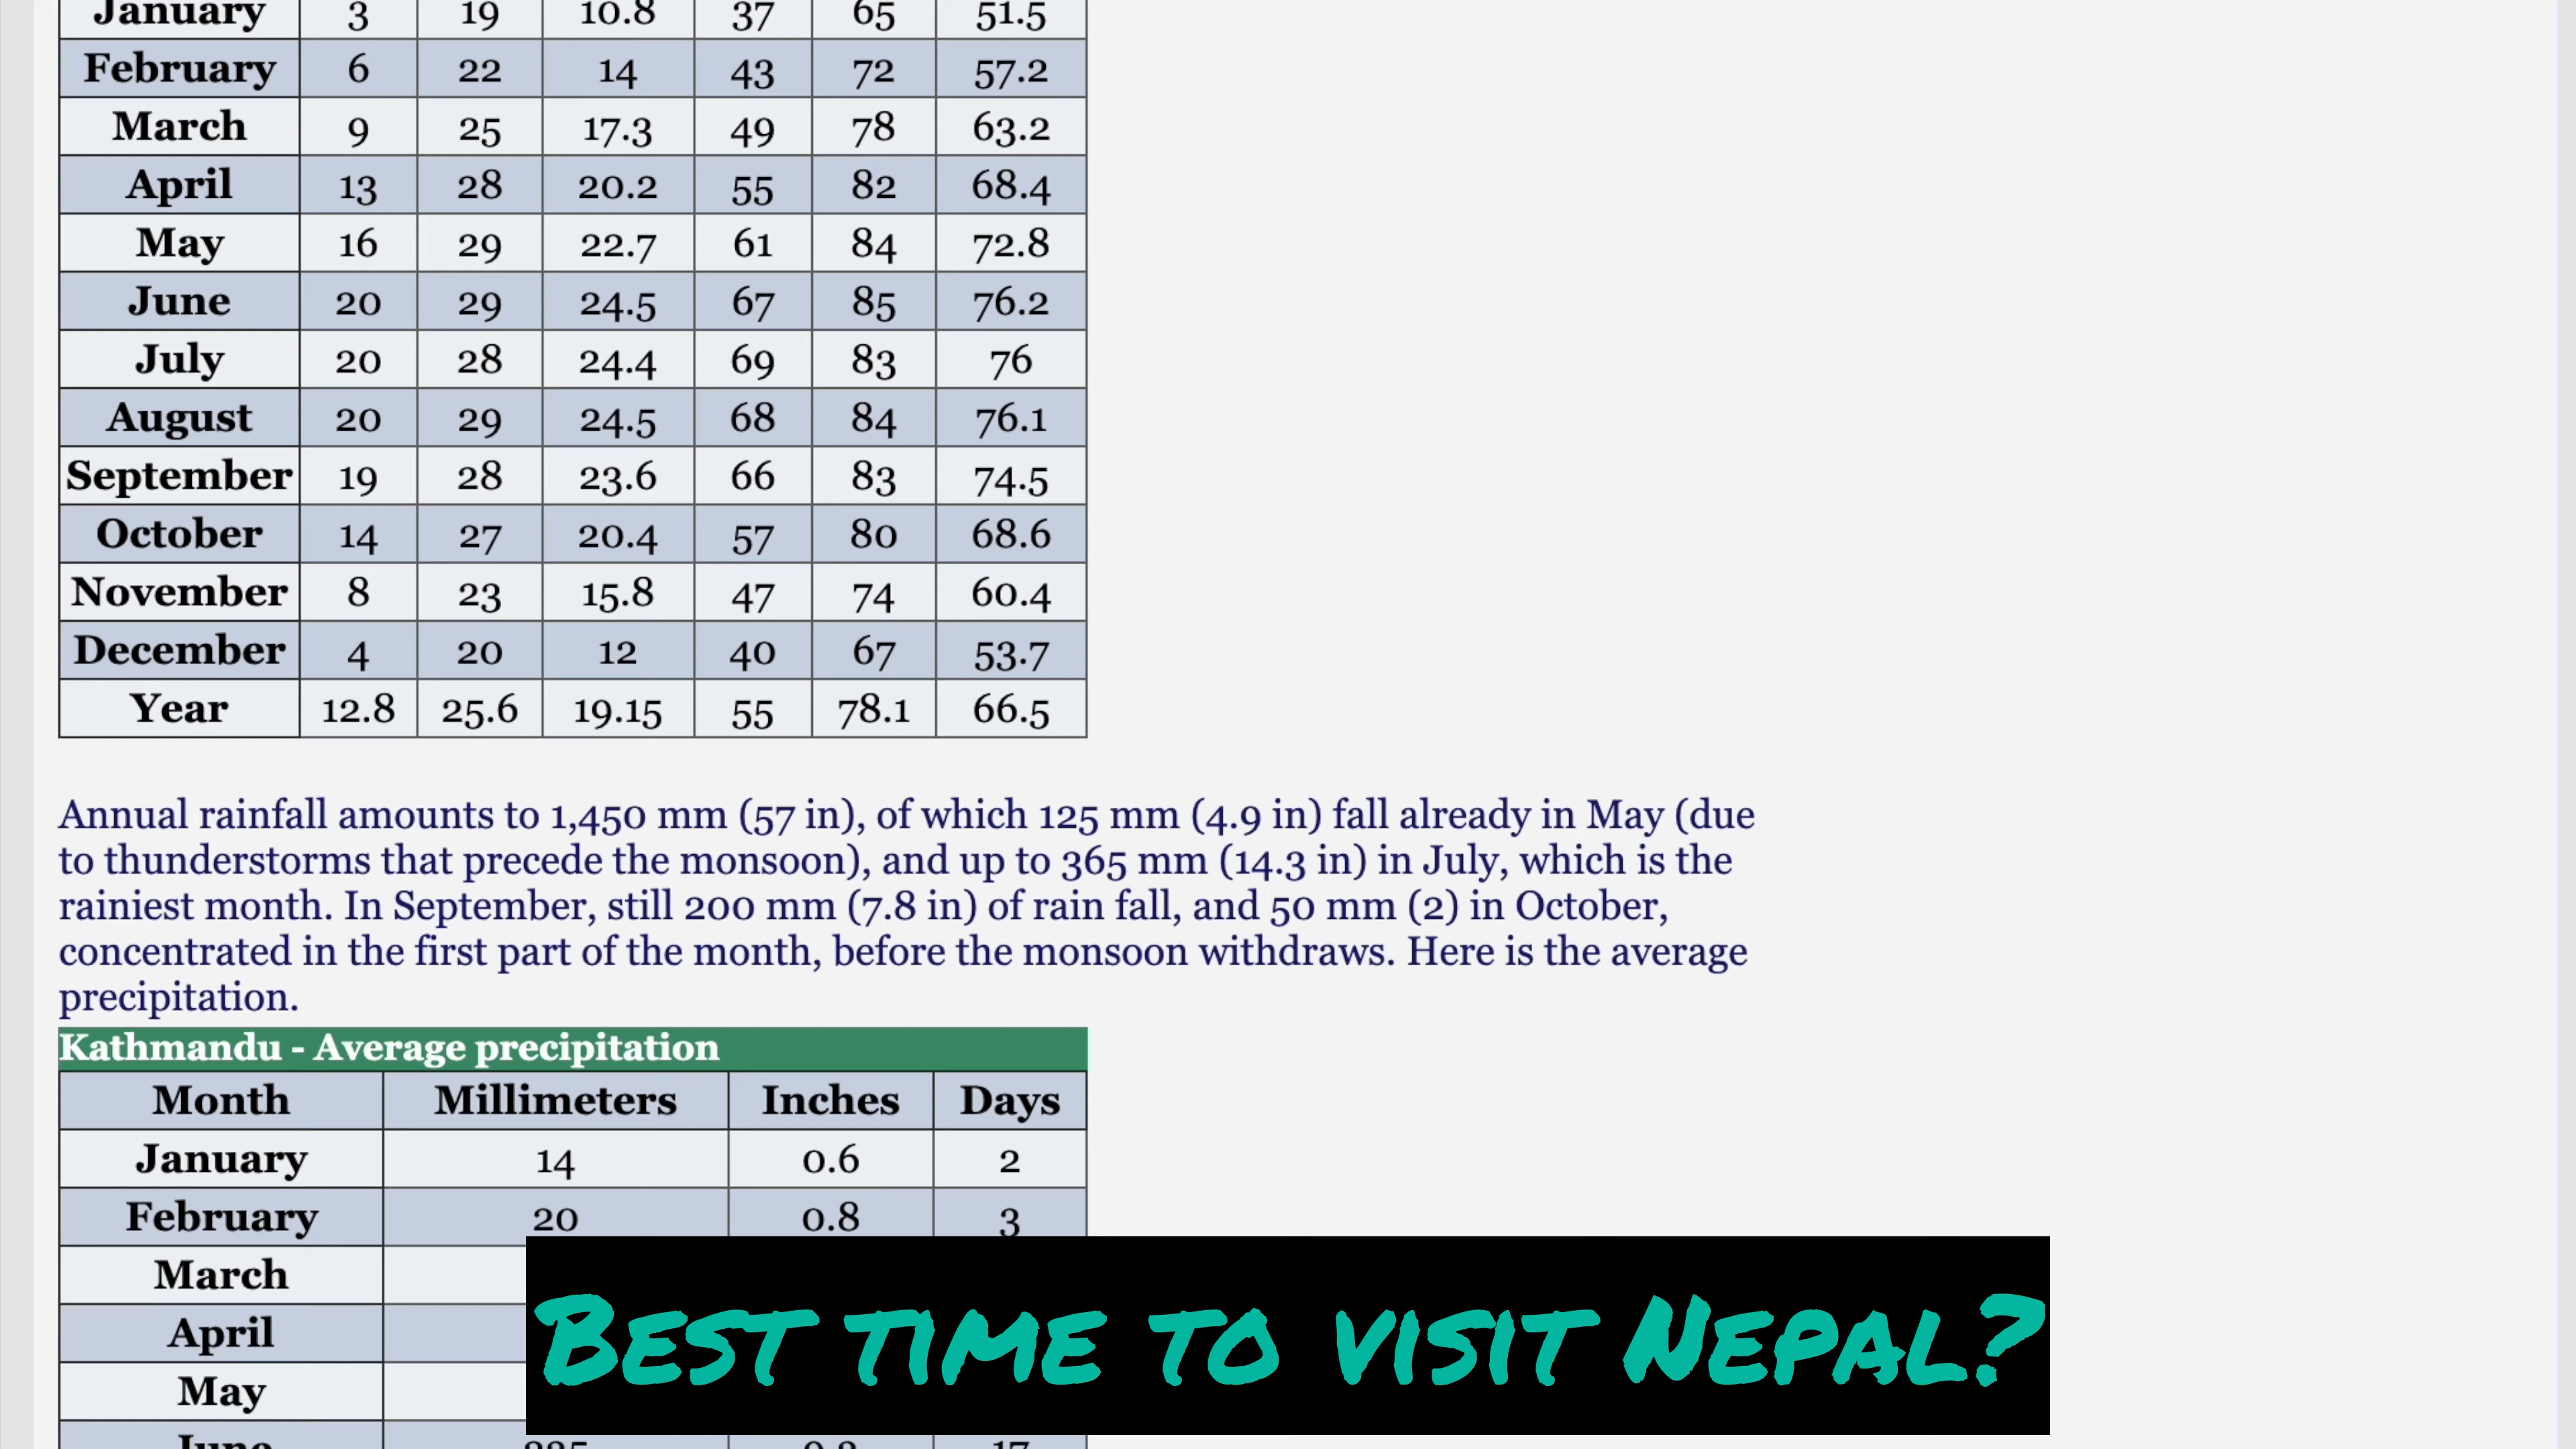 January 3 19 10.8 37 65 51.5
February 6 22 14 43 72 57.2
March 9 25 17.3 49 78 63.2
April 13 28 20.2 55 82 68.4
May 16 29 22.7 61 84 72.8
June 20 29 24.5 67 85 76.2
July 20 28 24.4 69 83 76
August 20 29 24.5 68 84 76.1
September 19 28 23.6 66 83 74.5
October 14 27 20.4 57 80 68.6
November 8 23 15.8 47 74 60.4
December 4 20 12 40 67 53.7
Year 12.8 25.6 19.15 55 78.1 66.5
Annual rainfall amounts to 1,450 mm (57 in), of which 125 mm (4.9 in) fall already in May (due
to thunderstorms that precede the monsoon), and up to 365 mm (14.3 in) in July, which is the
rainiest month. In September, still 200 mm (7.8 in) of rain fall, and 50 mm (2) in October,
concentrated in the first part of the month, before the monsoon withdraws. Here is the average
precipitation.
Kathmandu - Average precipitation
Month Millimeters Inches Days
January 14 0.6 2
February 20 0.8 3
March
April
May
June
Best time to visit Nepal?